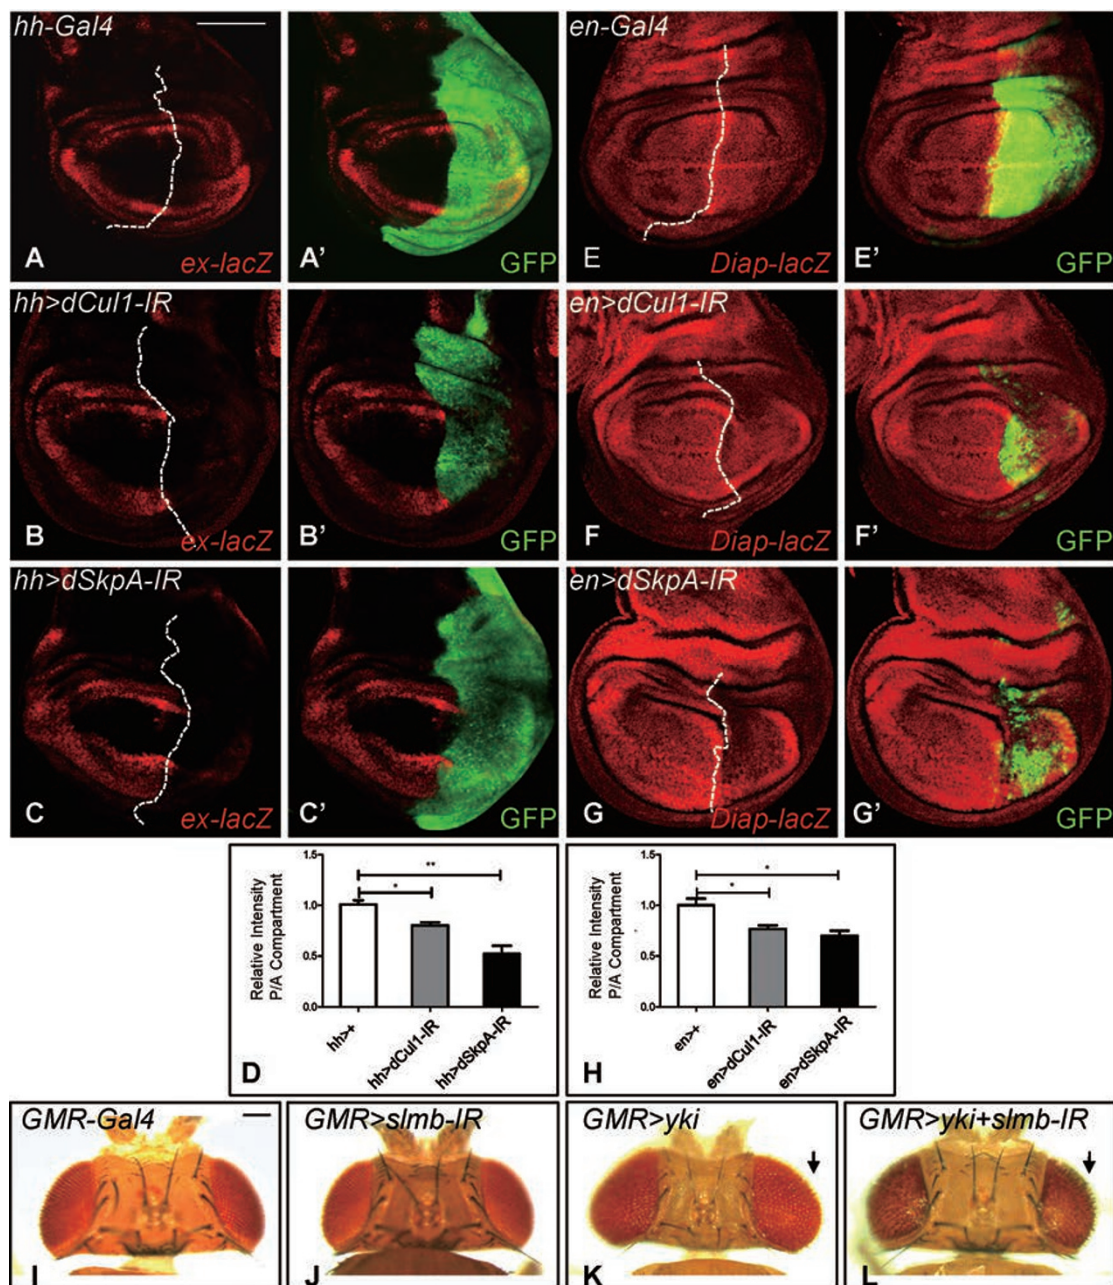 hh-Gal4
en-Gal4
A
ex-lacZ
A'
GFP
E
Diap-lacZ
E'
GFP
hh>dCul1-IR
en>dCul1-IR
B
ex-lacZ
B'
GFP
F
Diap-lacZ
F'
GFP
hh>dSkpA-IR
en>dSkpA-IR
C
ex-lacZ
C'
GFP
G
Diap-lacZ
G'
GFP
Relative Intensity
P/A Compartment
1.5
1.0
0.5
0.0
*
**
hh>+
hh>dCul1-IR
hh>dSkpA-IR
D
Relative Intensity
P/A Compartment
1.5
1.0
0.5
0.0
*
*
en>+
en>dCul1-IR
en>dSkpA-IR
H
GMR-Gal4
GMR>slmb-IR
GMR>yki
GMR>yki+slmb-IR
I
J
K
L